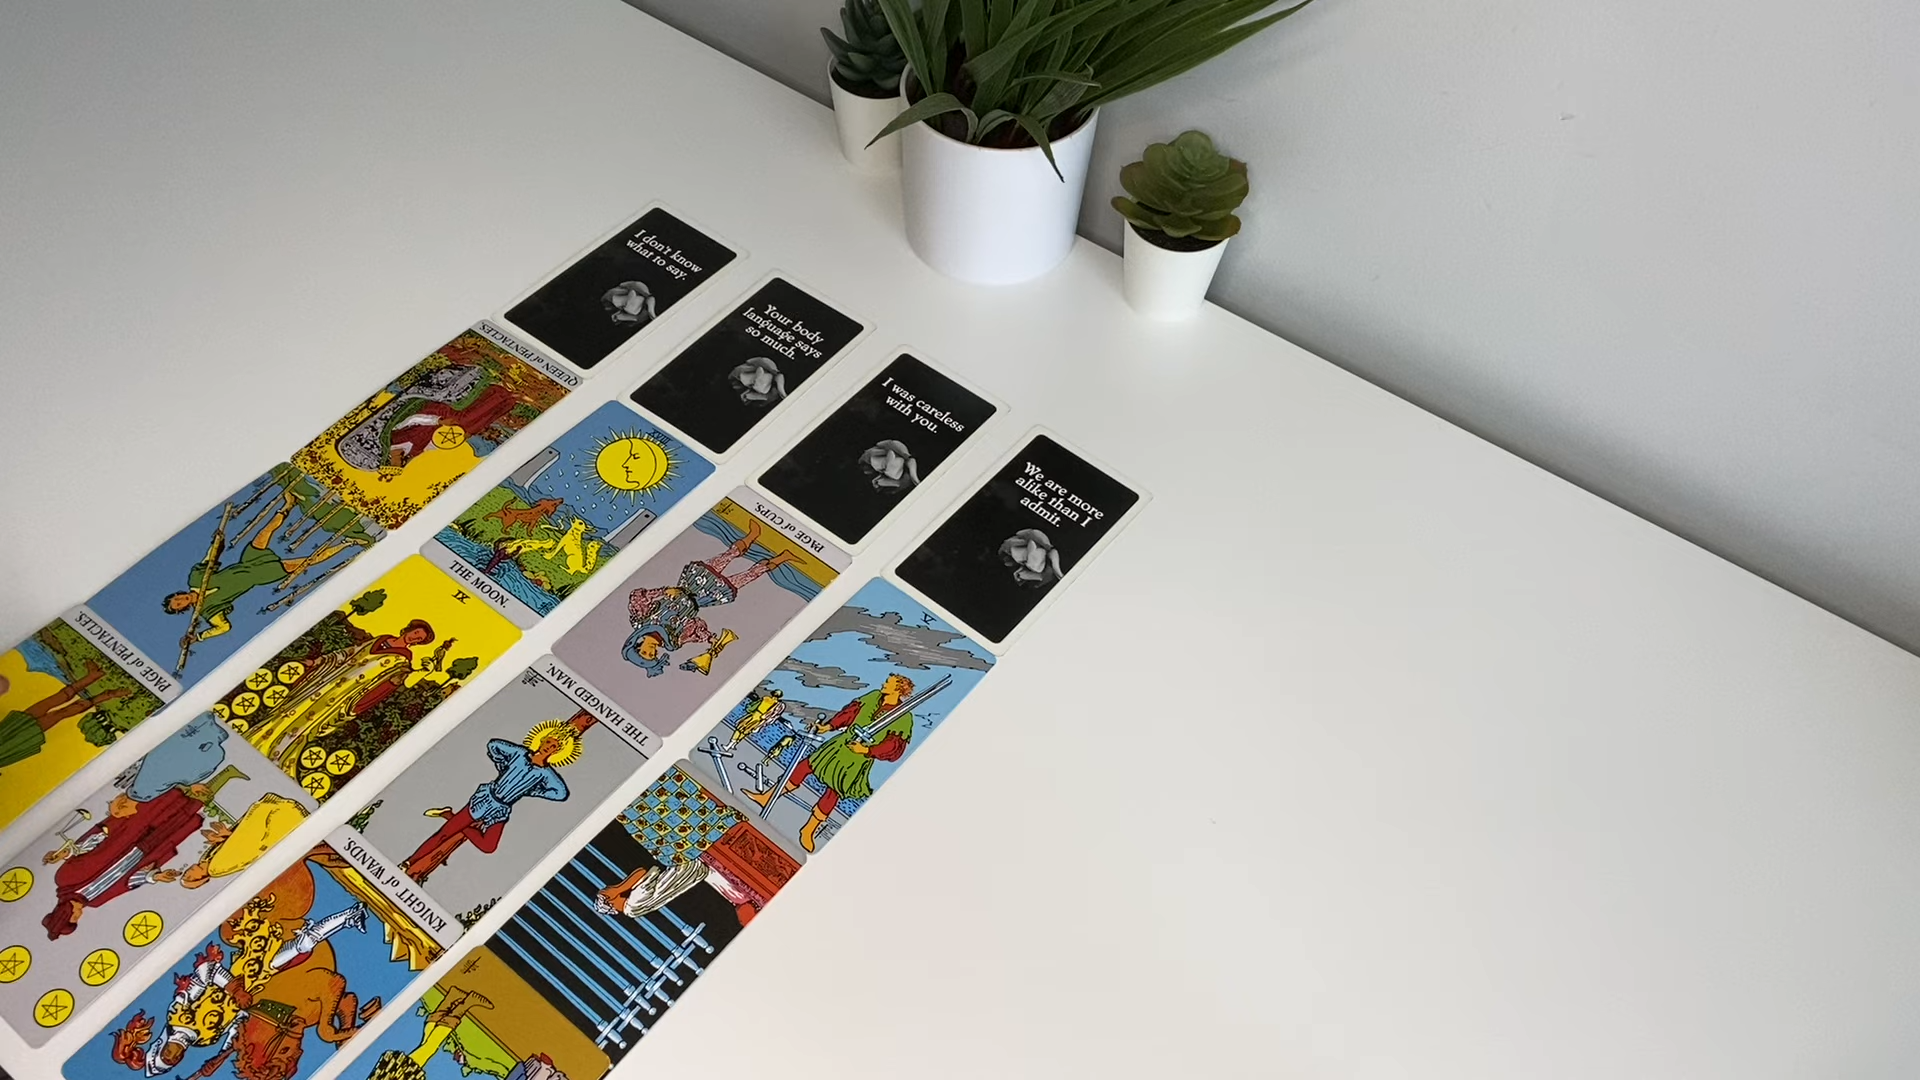 I don't know
what to say.
Your body
language says
so much.
I was careless
with you.
We are more
alike than I
admit.
QUEEN of PENTACLES.
XVIII
THE MOON.
PAGE of CUPS.
V
PAGE of PENTACLES.
IX
THE HANGED MAN.
KNIGHT of WANDS.